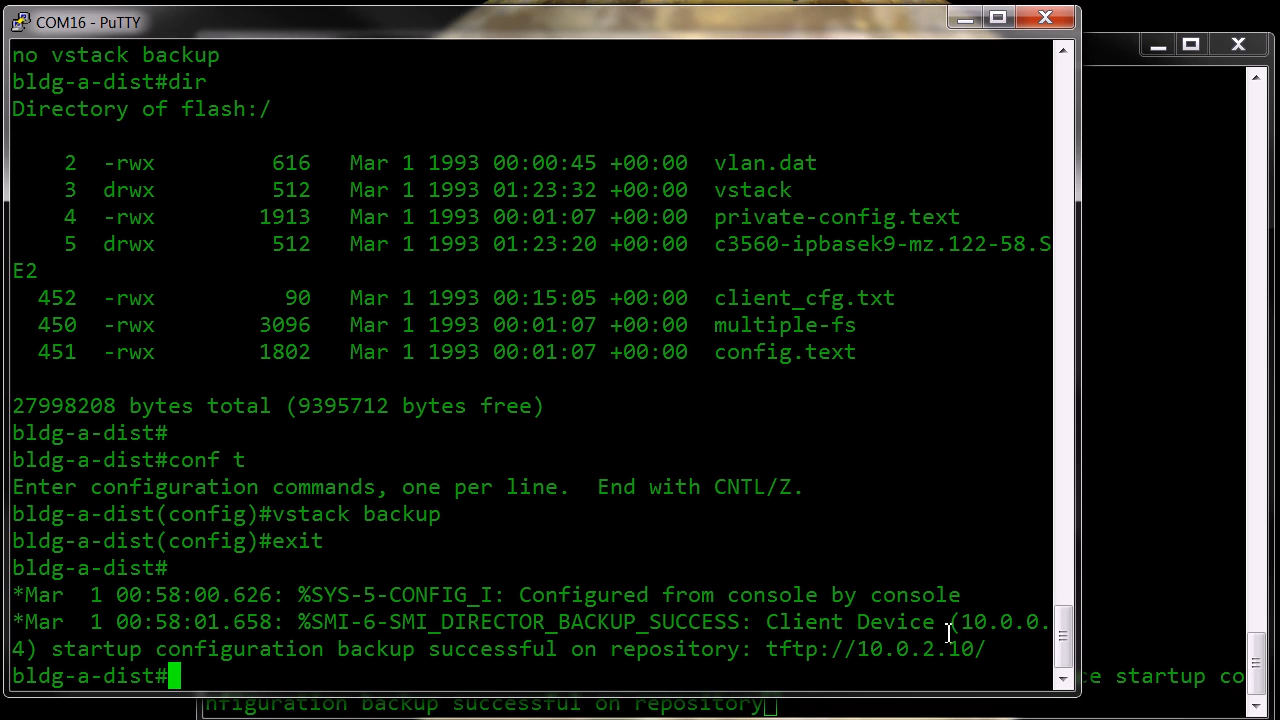 COM16 - PuTTY
no vstack backup
bldg-a-dist#dir
Directory of flash:/
2 -rwx 616 Mar 1 1993 00:00:45 +00:00 vlan.dat
3 drwx 512 Mar 1 1993 01:23:32 +00:00 vstack
4 -rwx 1913 Mar 1 1993 00:01:07 +00:00 private-config.text
5 drwx 512 Mar 1 1993 01:23:20 +00:00 c3560-ipbasek9-mz.122-58.S
E2
452 -rwx 90 Mar 1 1993 00:15:05 +00:00 client_cfg.txt
450 -rwx 3096 Mar 1 1993 00:01:07 +00:00 multiple-fs
451 -rwx 1802 Mar 1 1993 00:01:07 +00:00 config.text
27998208 bytes total (9395712 bytes free)
bldg-a-dist#
bldg-a-dist#conf t
Enter configuration commands, one per line.  End with CNTL/Z.
bldg-a-dist(config)#vstack backup
bldg-a-dist(config)#exit
bldg-a-dist#
*Mar  1 00:58:00.626: %SYS-5-CONFIG_I: Configured from console by console
*Mar  1 00:58:01.658: %SMI-6-SMI_DIRECTOR_BACKUP_SUCCESS: Client Device (10.0.0.
4) startup configuration backup successful on repository: tftp://10.0.2.10/
bldg-a-dist#
ce startup co
nfiguration backup successful on repository